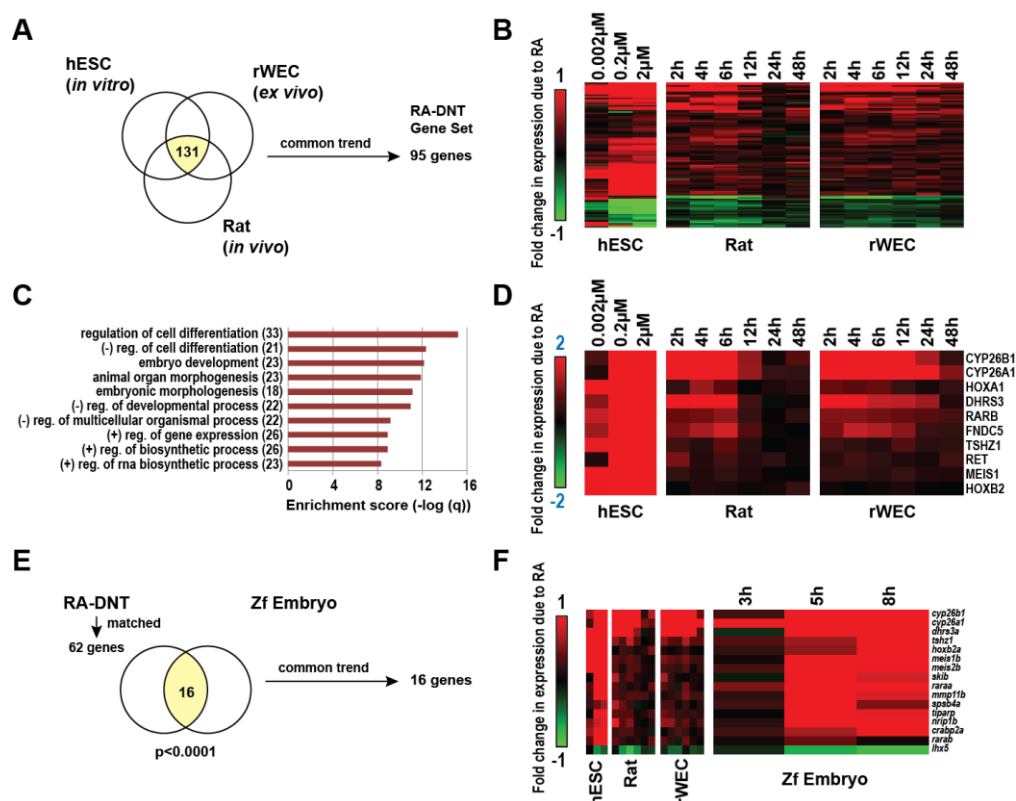 A
hESC
(in vitro)
rWEC
(ex vivo)
131
Rat
(in vivo)
common trend
RA-DNT
Gene Set
95 genes
B
Fold change in expression due to RA
1
-1
0.002µM
0.2µM
2µM
2h
4h
6h
12h
24h
48h
2h
4h
6h
12h
24h
48h
hESC
Rat
rWEC
C
regulation of cell differentiation (33)
(-) reg. of cell differentiation (21)
embryo development (23)
animal organ morphogenesis (23)
embryonic morphologenesis (18)
(-) reg. of developmental process (22)
(-) reg. of multicellular organismal process (22)
(+) reg. of gene expression (26)
(+) reg. of biosynthetic process (26)
(+) reg. of rna biosynthetic process (23)
0 4 8 12 16
Enrichment score (-log (q))
D
Fold change in expression due to RA
2
-2
0.002µM
0.2µM
2µM
2h
4h
6h
12h
24h
48h
2h
4h
6h
12h
24h
48h
CYP26B1
CYP26A1
HOXA1
DHRS3
RARB
FNDC5
TSHZ1
RET
MEIS1
HOXB2
hESC
Rat
rWEC
E
RA-DNT
matched
62 genes
Zf Embryo
16
p<0.0001
common trend
16 genes
F
Fold change in expression due to RA
1
-1
3h
5h
8h
cyp26b1
cyp26a1
dhrs3a
tshz1
hoxb2a
meis1b
meis2b
skib
raraa
mmp11b
spsb4a
tiparp
nrip1b
crabp2a
rarab
lhx5
hESC
Rat
rWEC
Zf Embryo